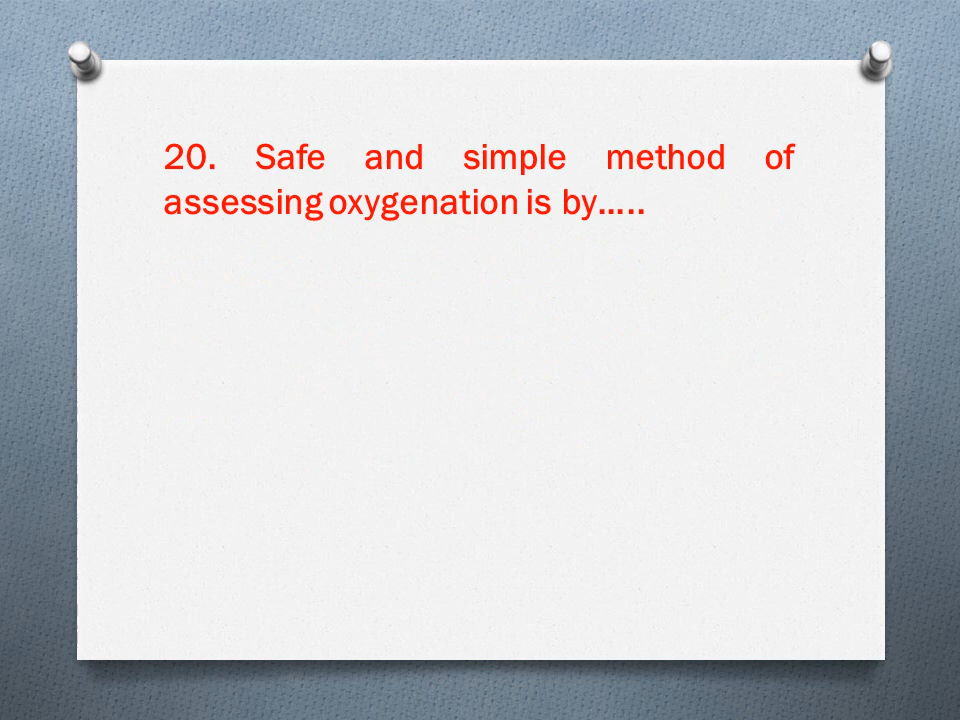 20. Safe and simple method of
assessing oxygenation is by…..